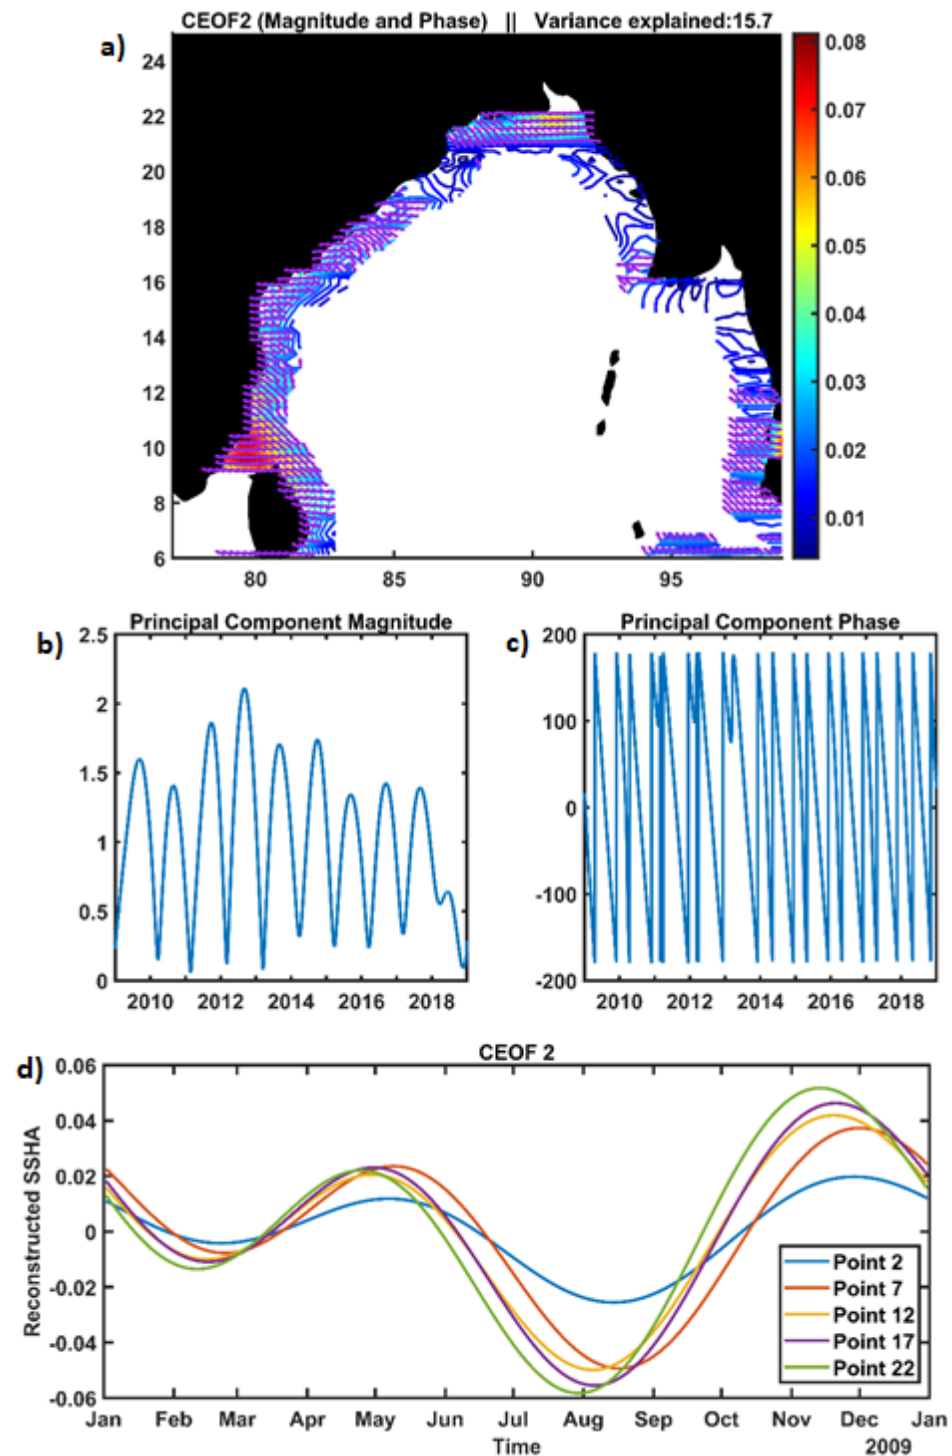 CEOF2 (Magnitude and Phase) || Variance explained:15.7
a)
24
22
20
18
16
14
12
10
8
6
80 85 90 95
0.08
0.07
0.06
0.05
0.04
0.03
0.02
0.01
b)
Principal Component Magnitude
2.5
2
1.5
1
0.5
0
2010 2012 2014 2016 2018
c)
Principal Component Phase
200
100
0
-100
-200
2010 2012 2014 2016 2018
d)
CEOF 2
Reconstructed SSHA
0.06
0.04
0.02
0
-0.02
-0.04
-0.06
Point 2
Point 7
Point 12
Point 17
Point 22
Jan Feb Mar Apr May Jun Jul Aug Sep Oct Nov Dec Jan
Time
2009